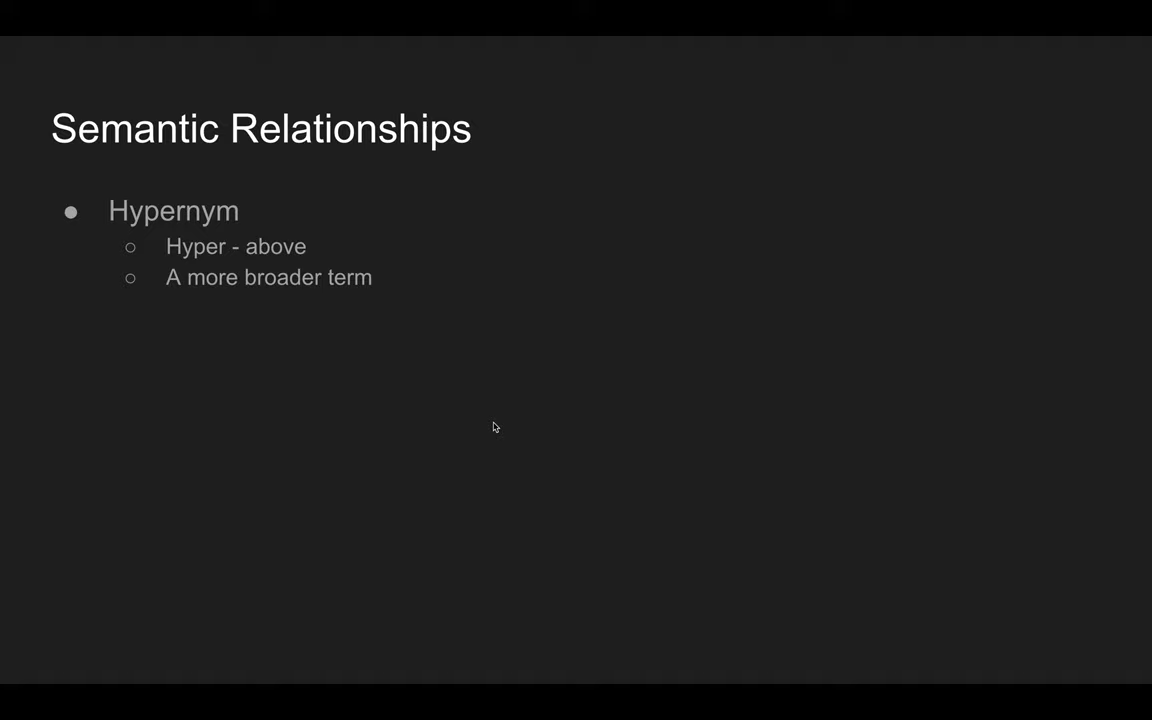 Semantic Relationships
● Hypernym
○ Hyper - above
○ A more broader term